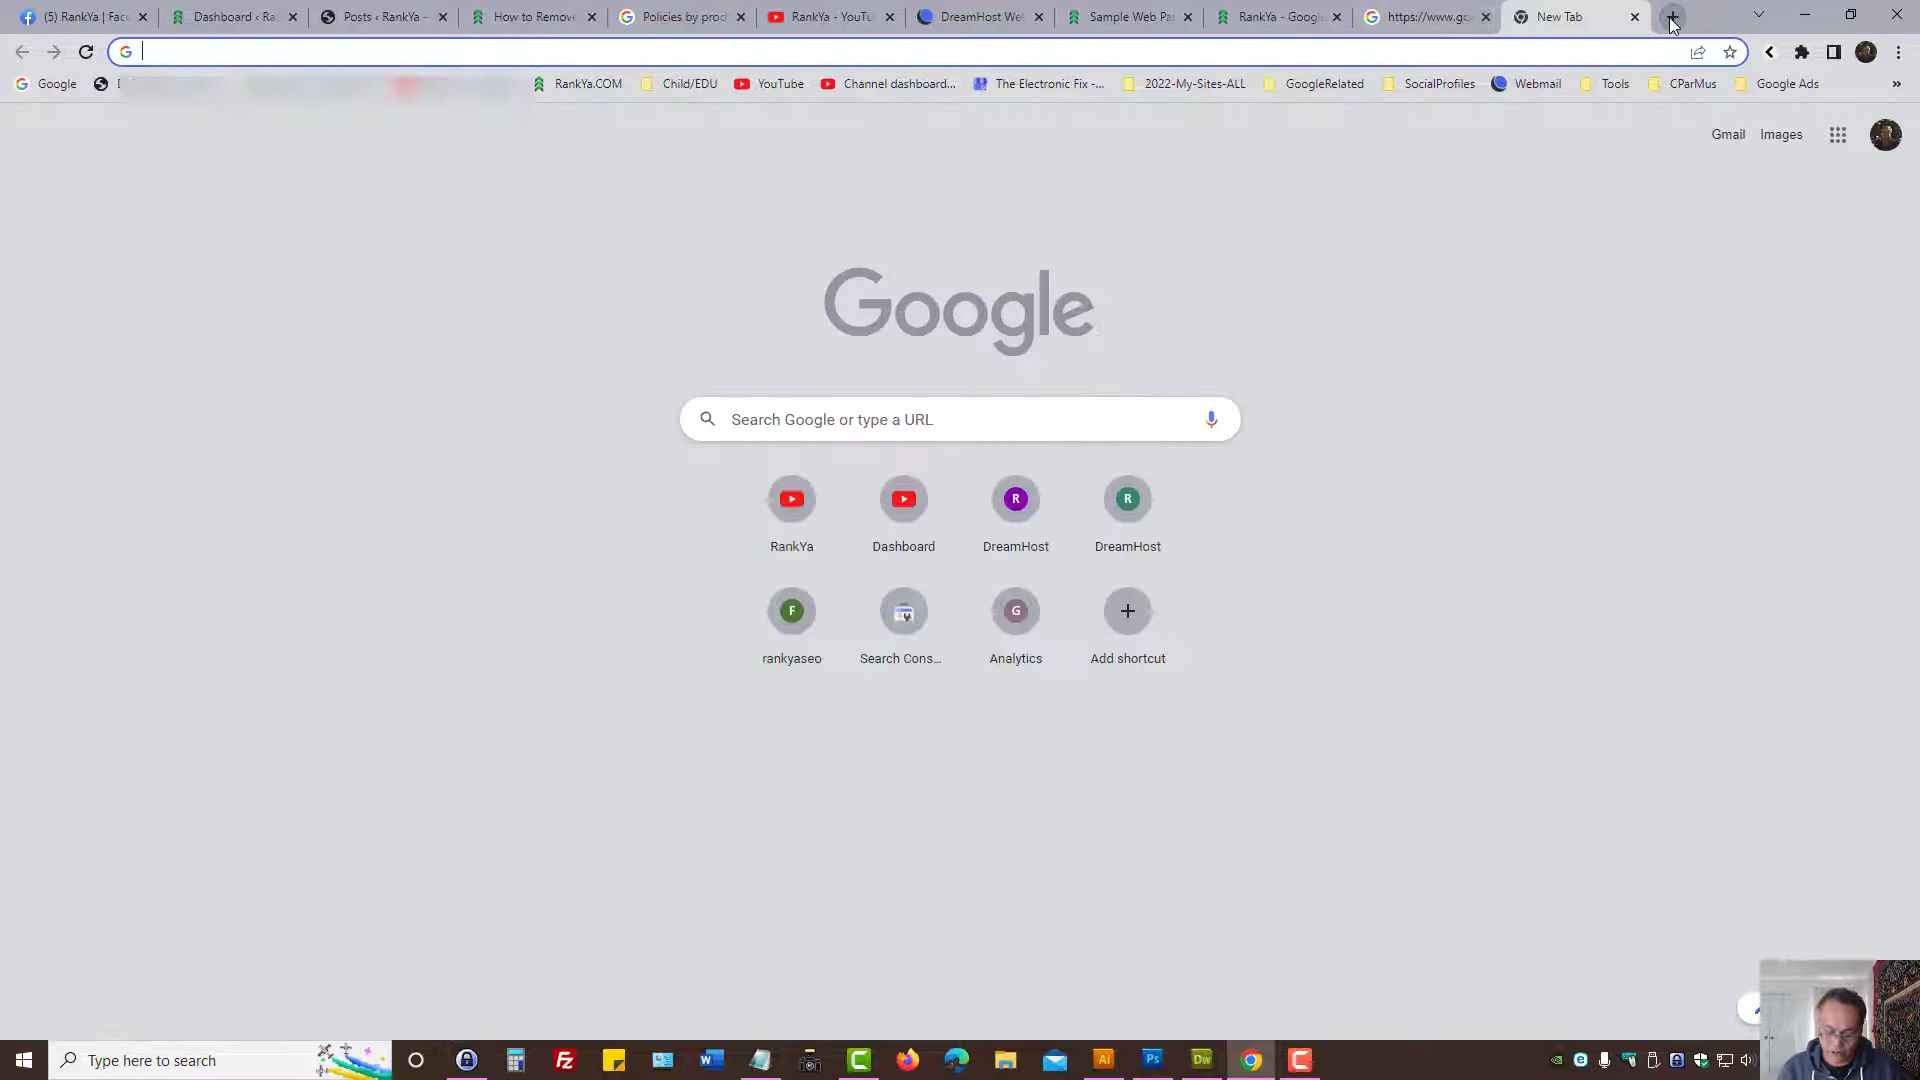 (5) RankYa | Fac
Dashboard ‹ Ra
Posts ‹ RankYa —
How to Remove
Policies by prod
RankYa - YouTu
DreamHost We
Sample Web Pa
RankYa - Googl
https://www.go
New Tab
Google
RankYa.COM
Child/EDU
YouTube
Channel dashboard...
The Electronic Fix -...
2022-My-Sites-ALL
GoogleRelated
SocialProfiles
Webmail
Tools
CParMus
Google Ads
»
Gmail
Images
Google
Search Google or type a URL
R
R
RankYa
Dashboard
DreamHost
DreamHost
F
G
rankyaseo
Search Cons...
Analytics
Add shortcut
Type here to search